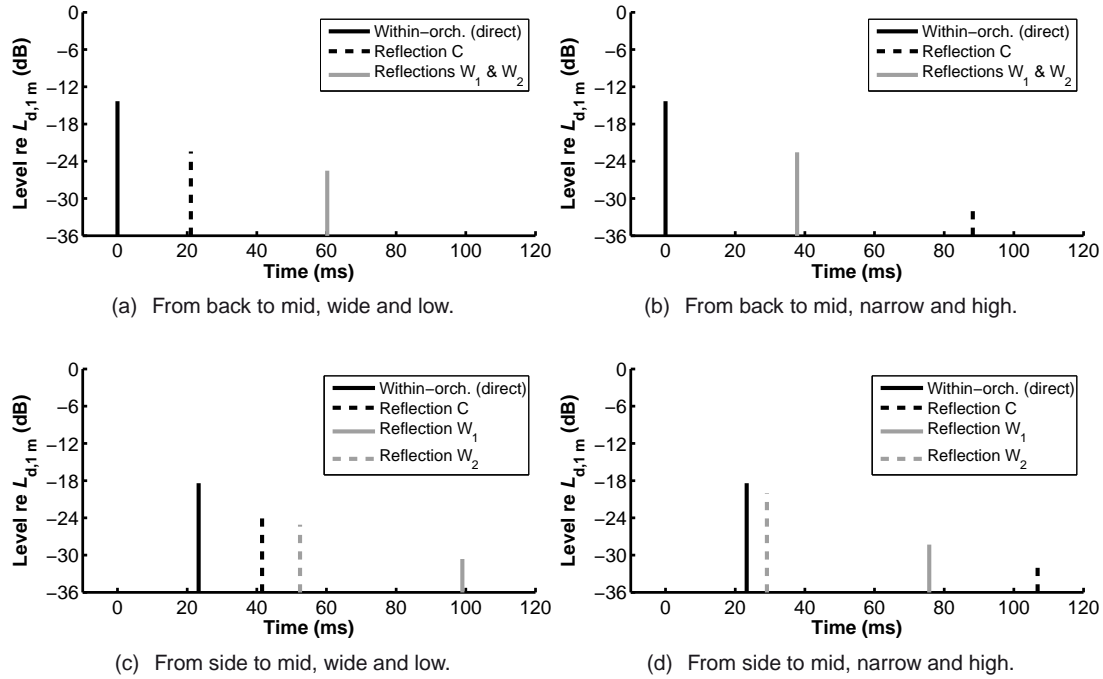 0
−6
−12
−18
−24
−30
−36
Level re L_d,1 m (dB)
Within−orch. (direct)
Reflection C
Reflections W_1 & W_2
0 20 40 60 80 100 120
Time (ms)
(a) From back to mid, wide and low.
0
−6
−12
−18
−24
−30
−36
Level re L_d,1 m (dB)
Within−orch. (direct)
Reflection C
Reflections W_1 & W_2
0 20 40 60 80 100 120
Time (ms)
(b) From back to mid, narrow and high.
0
−6
−12
−18
−24
−30
−36
Level re L_d,1 m (dB)
Within−orch. (direct)
Reflection C
Reflection W_1
Reflection W_2
0 20 40 60 80 100 120
Time (ms)
(c) From side to mid, wide and low.
0
−6
−12
−18
−24
−30
−36
Level re L_d,1 m (dB)
Within−orch. (direct)
Reflection C
Reflection W_1
Reflection W_2
0 20 40 60 80 100 120
Time (ms)
(d) From side to mid, narrow and high.